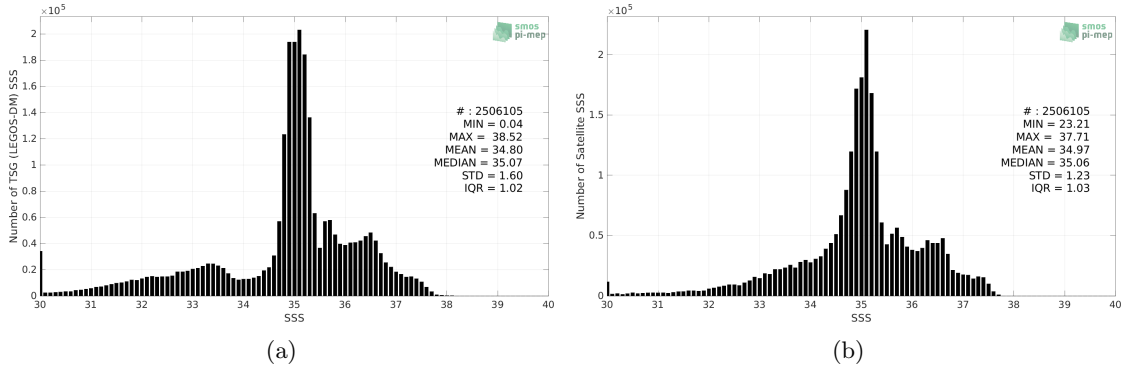 ×10⁵
2
1.8
1.6
1.4
1.2
1
0.8
0.6
0.4
0.2
0
Number of TSG (LEGOS-DM) SSS
30 31 32 33 34 35 36 37 38 39 40
SSS
smos
pi-mep
# : 2506105
MIN = 0.04
MAX = 38.52
MEAN = 34.80
MEDIAN = 35.07
STD = 1.60
IQR = 1.02
(a)
×10⁵
2
1.5
1
0.5
0
Number of Satellite SSS
30 31 32 33 34 35 36 37 38 39 40
SSS
smos
pi-mep
# : 2506105
MIN = 23.21
MAX = 37.71
MEAN = 34.97
MEDIAN = 35.06
STD = 1.23
IQR = 1.03
(b)